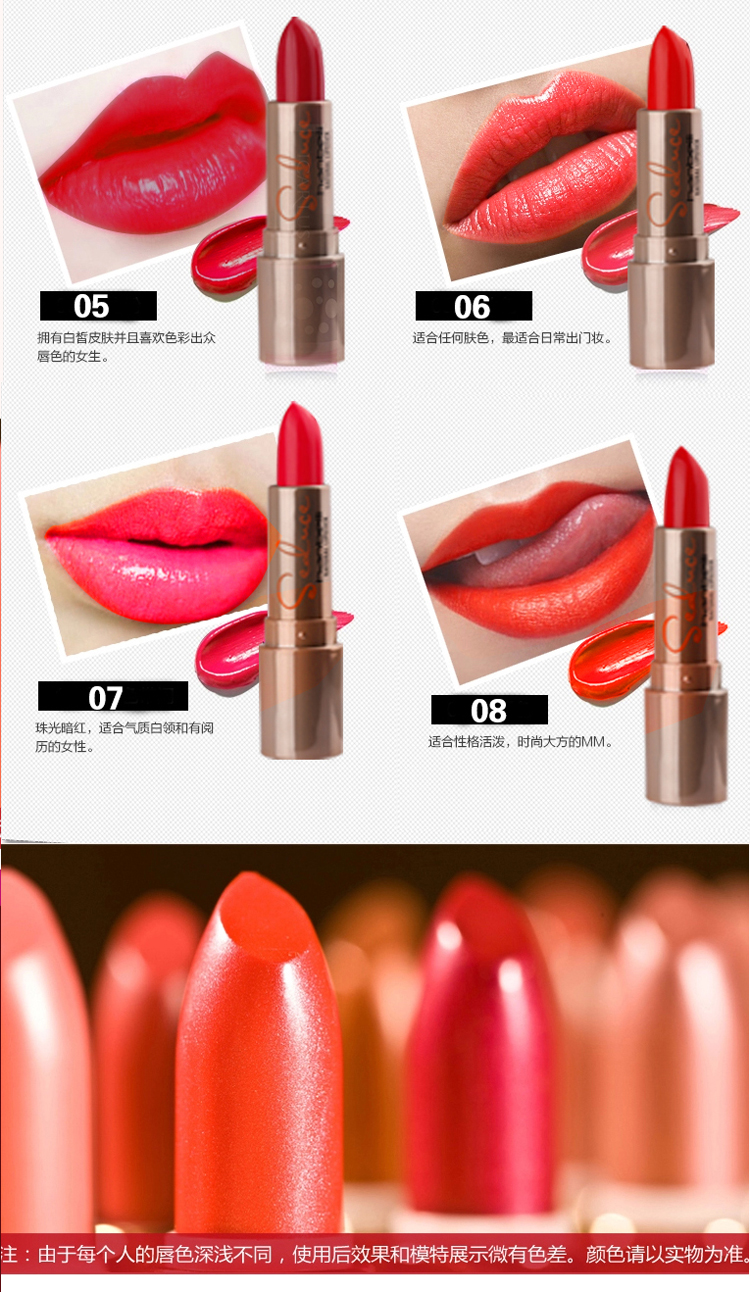 Seduce
Seduce
05
拥有白皙皮肤并且喜欢色彩出众
唇色的女生。
06
适合任何肤色，最适合日常出门妆。
Seduce
Seduce
07
珠光暗红，适合气质白领和有阅
历的女性。
08
适合性格活泼，时尚大方的MM。
注：由于每个人的唇色深浅不同，使用后效果和模特展示微有色差。颜色请以实物为准。